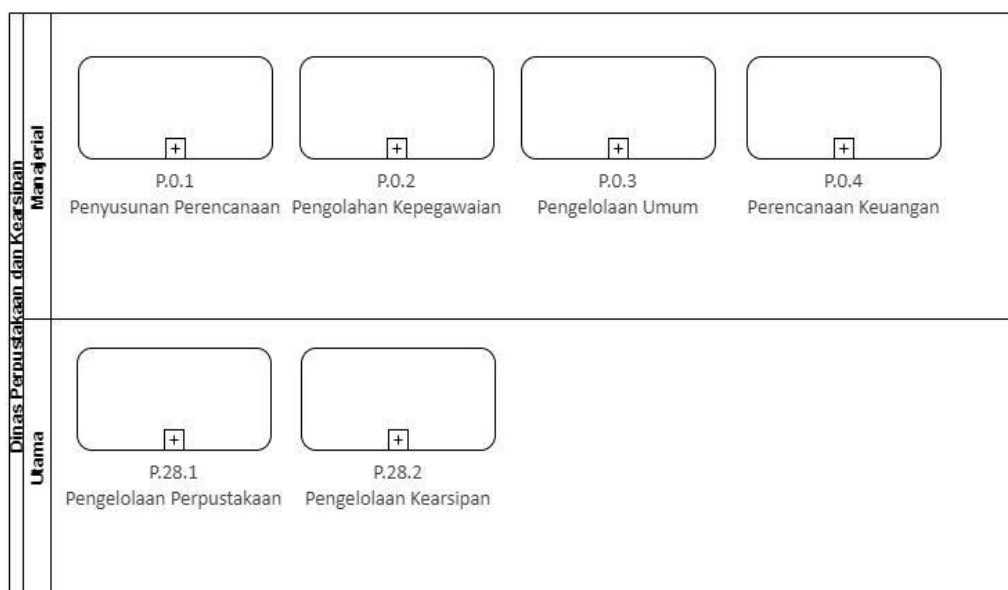 Dinas Perpustakaan dan Kearsipan
Manajerial
P.0.1
Penyusunan Perencanaan
P.0.2
Pengolahan Kepegawaian
P.0.3
Pengelolaan Umum
P.0.4
Perencanaan Keuangan
Utama
P.28.1
Pengelolaan Perpustakaan
P.28.2
Pengelolaan Kearsipan